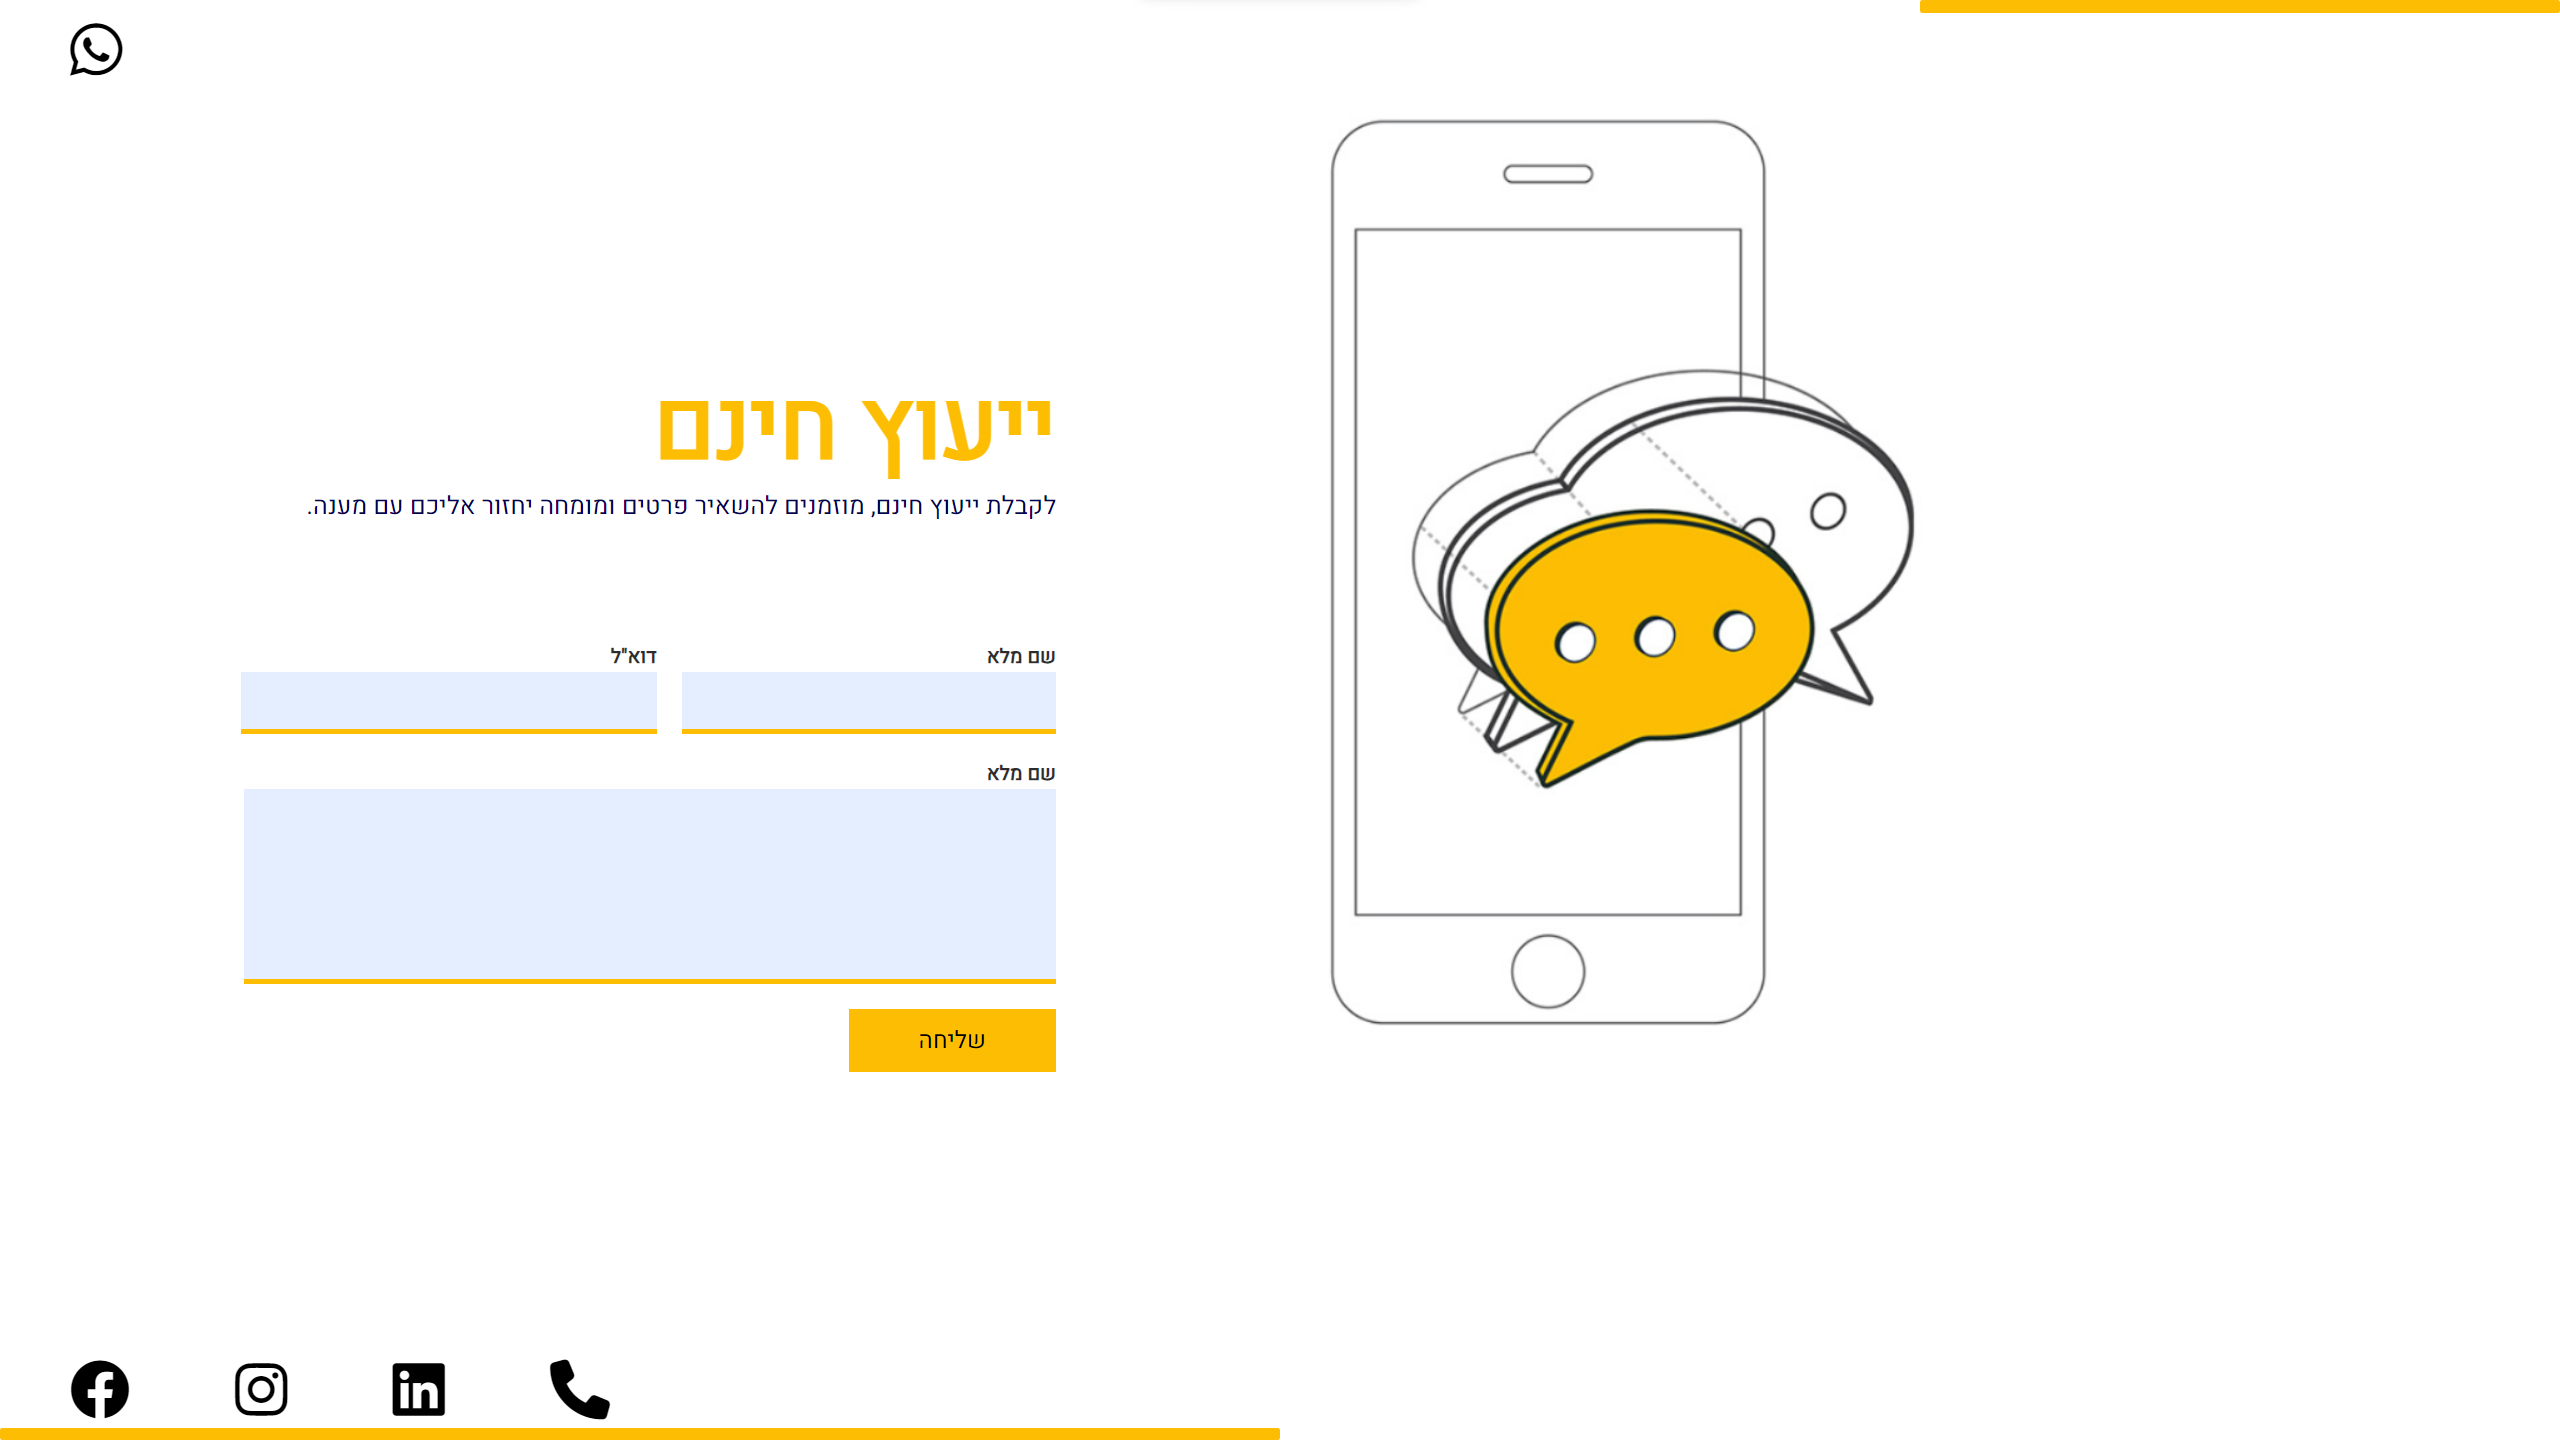 ייעוץ חינם
לקבלת ייעוץ חינם, מוזמנים להשאיר פרטים ומומחה יחזור אליכם עם מענה.
שם מלא
דוא"ל
שם מלא
שליחה